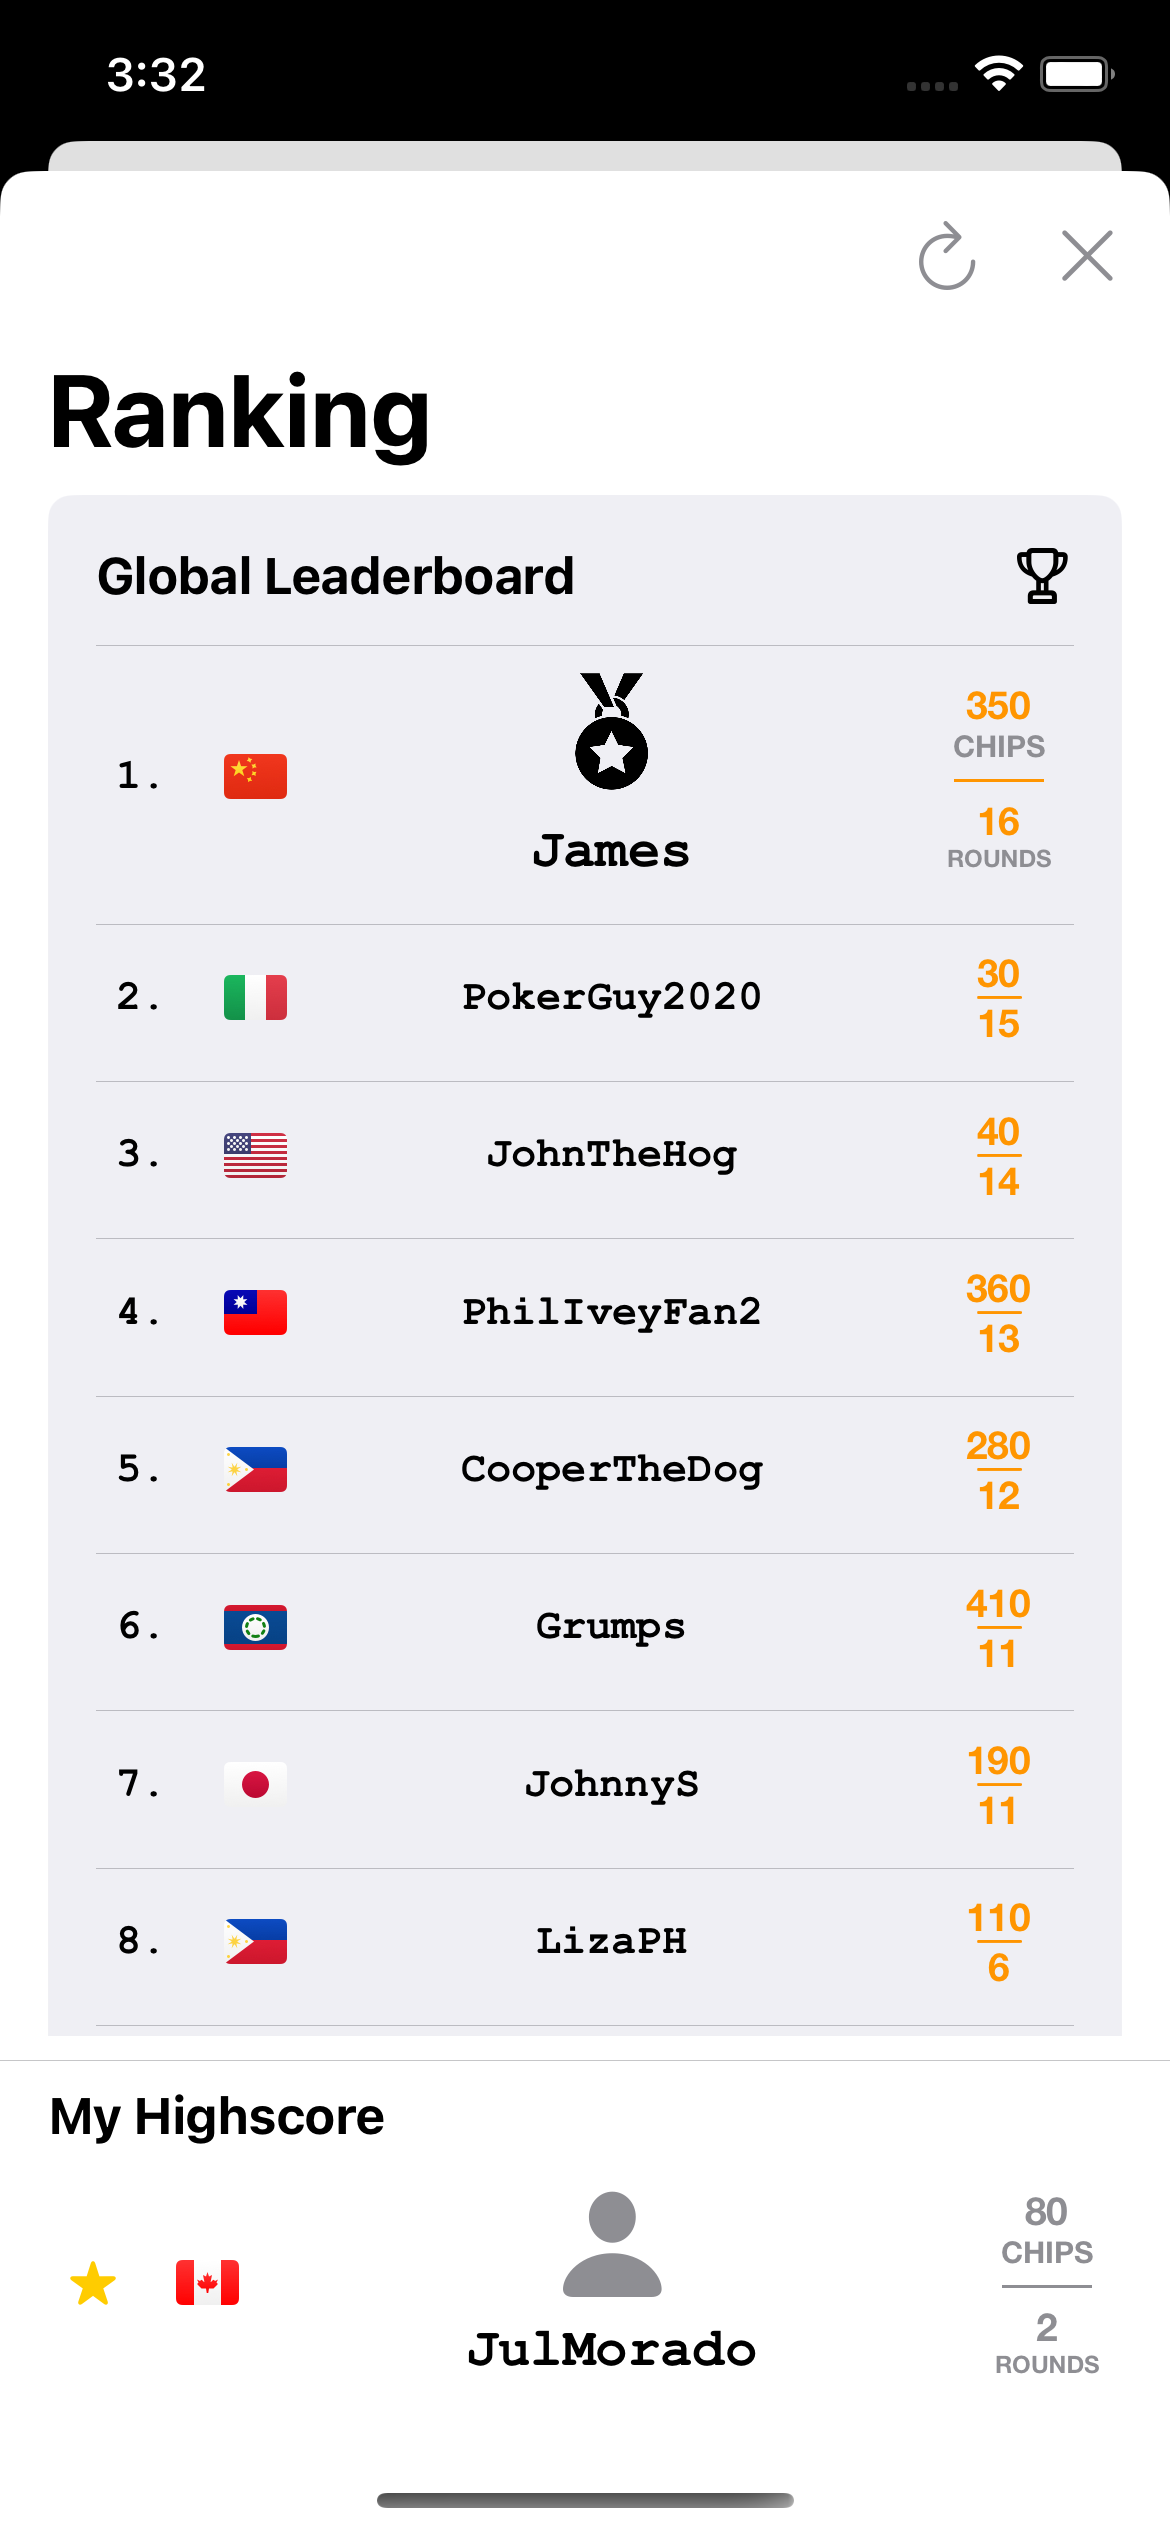 3:32
Ranking
Global Leaderboard
1.
James
350
CHIPS
16
ROUNDS
2.
PokerGuy2020
30
15
3.
JohnTheHog
40
14
4.
PhilIveyFan2
360
13
5.
CooperTheDog
280
12
6.
Grumps
410
11
7.
JohnnyS
190
11
8.
LizaPH
110
6
My Highscore
JulMorado
80
CHIPS
2
ROUNDS